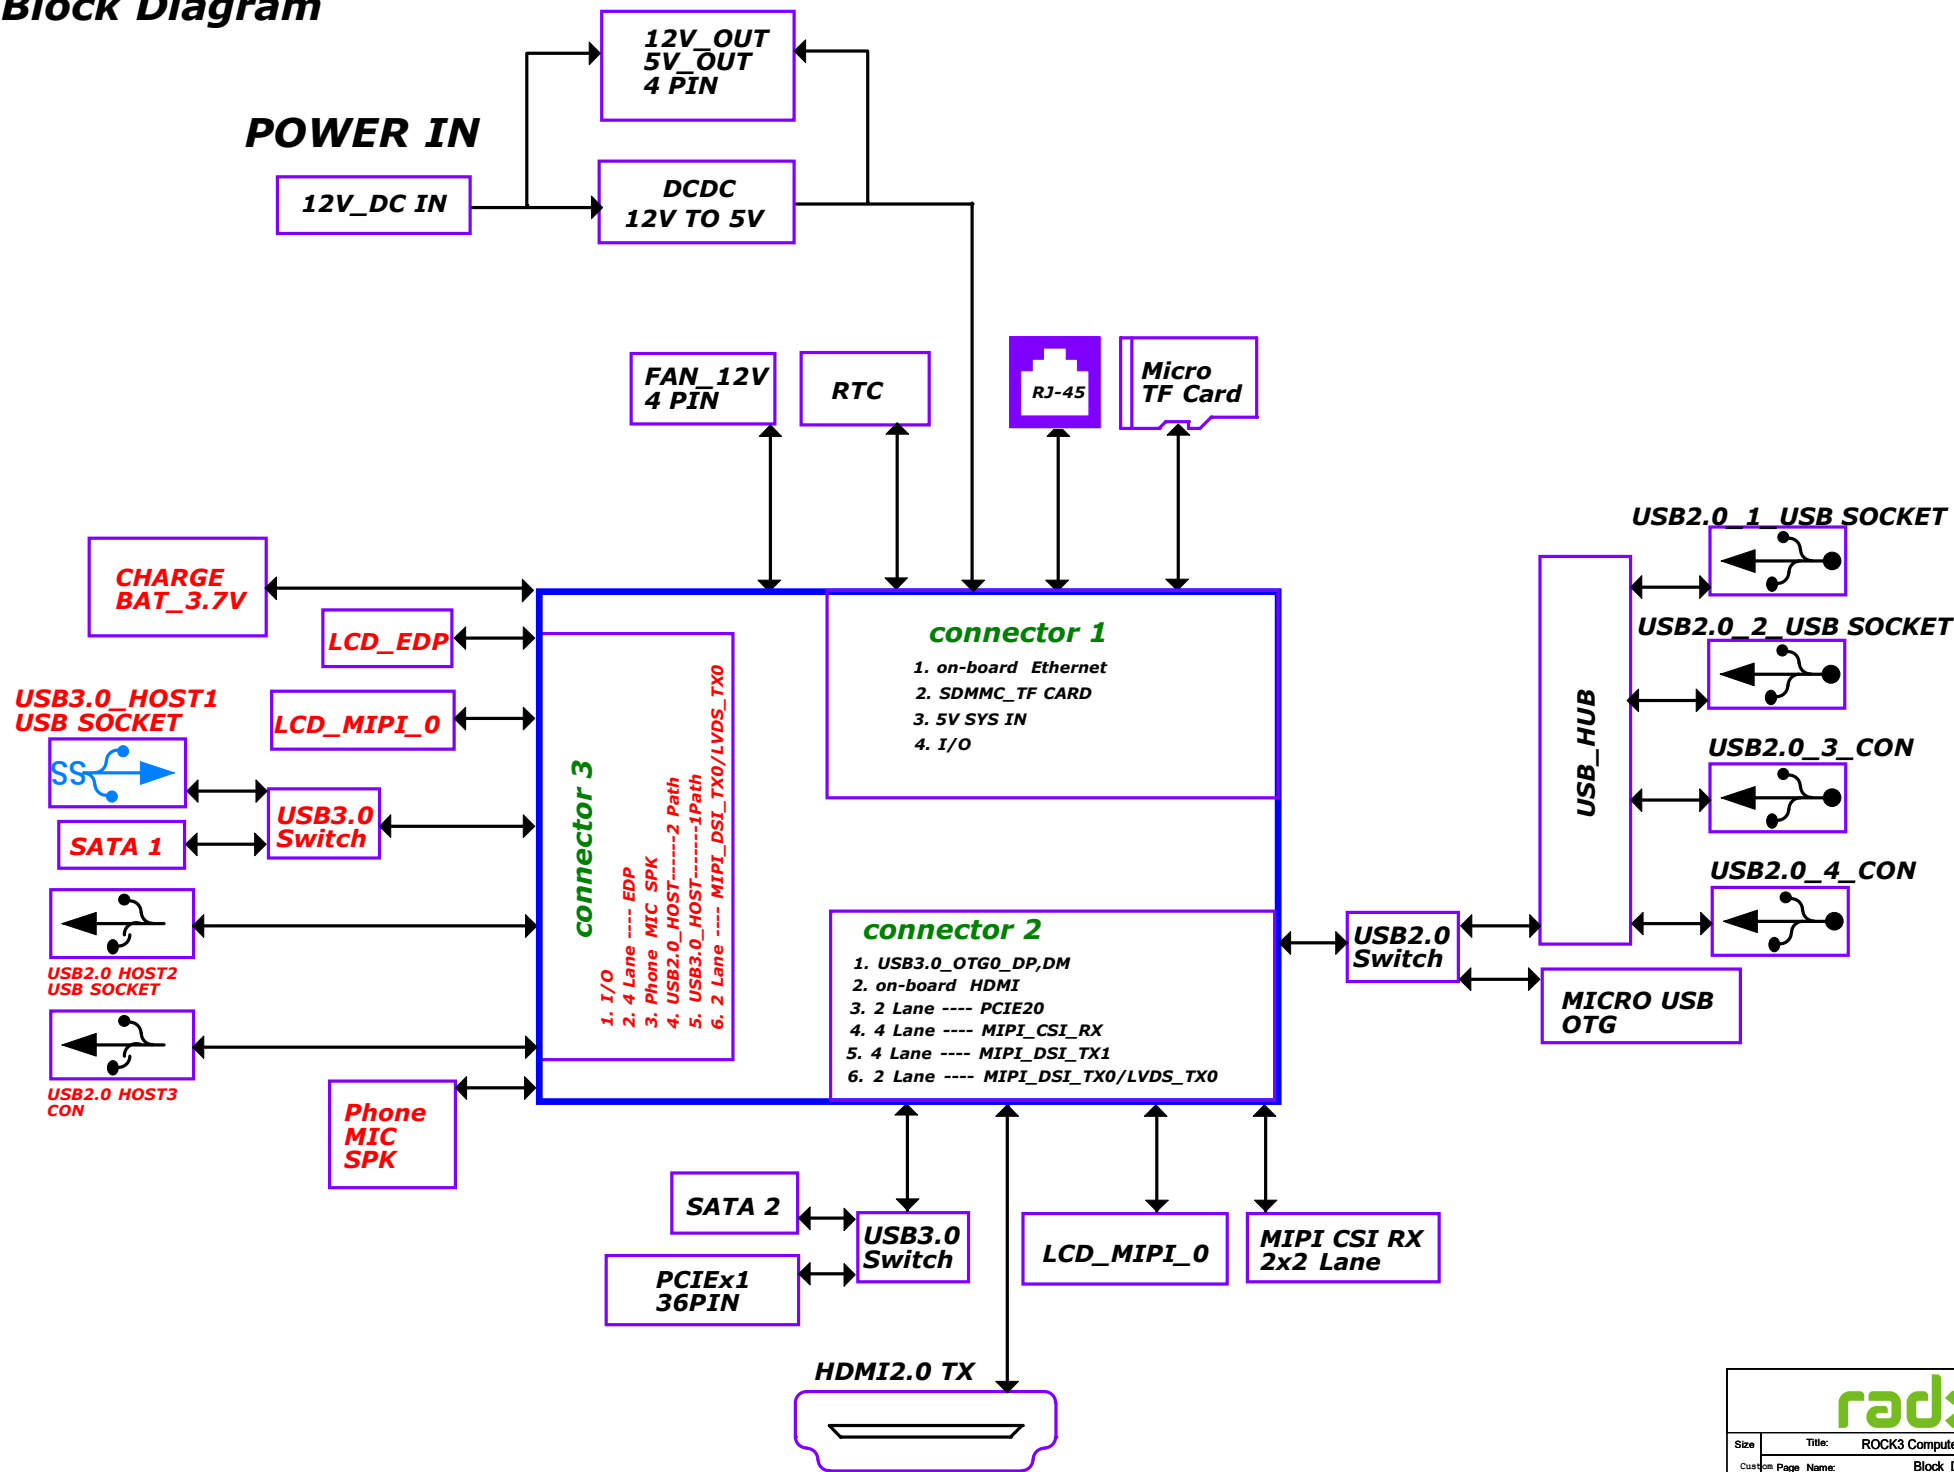 Block Diagram
12V_OUT
5V_OUT
4 PIN
POWER IN
12V_DC IN
DCDC
12V TO 5V
FAN_12V
4 PIN
RTC
RJ-45
Micro
TF Card
CHARGE
BAT_3.7V
LCD_EDP
LCD_MIPI_0
USB3.0_HOST1
USB SOCKET
SS
USB3.0
Switch
SATA 1
USB2.0 HOST2
USB SOCKET
USB2.0 HOST3
CON
Phone
MIC
SPK
connector 3
1. I/O
2. 4 Lane ---- EDP
3. Phone MIC SPK
4. USB2.0_HOST-------2 Path
5. USB3.0_HOST-------1Path
6. 2 Lane ---- MIPI_DSI_TX0/LVDS_TX0
connector 1
1. on-board Ethernet
2. SDMMC_TF CARD
3. 5V SYS IN
4. I/O
connector 2
1. USB3.0_OTG0_DP,DM
2. on-board HDMI
3. 2 Lane ---- PCIE20
4. 4 Lane ---- MIPI_CSI_RX
5. 4 Lane ---- MIPI_DSI_TX1
6. 2 Lane ---- MIPI_DSI_TX0/LVDS_TX0
USB2.0_1_USB SOCKET
USB2.0_2_USB SOCKET
USB2.0_3_CON
USB2.0_4_CON
USB_HUB
USB2.0
Switch
MICRO USB
OTG
SATA 2
PCIEx1
36PIN
USB3.0
Switch
LCD_MIPI_0
MIPI CSI RX
2x2 Lane
HDMI2.0 TX
rad
Size
Title: ROCK3 Compute
Custom Page Name: Block D